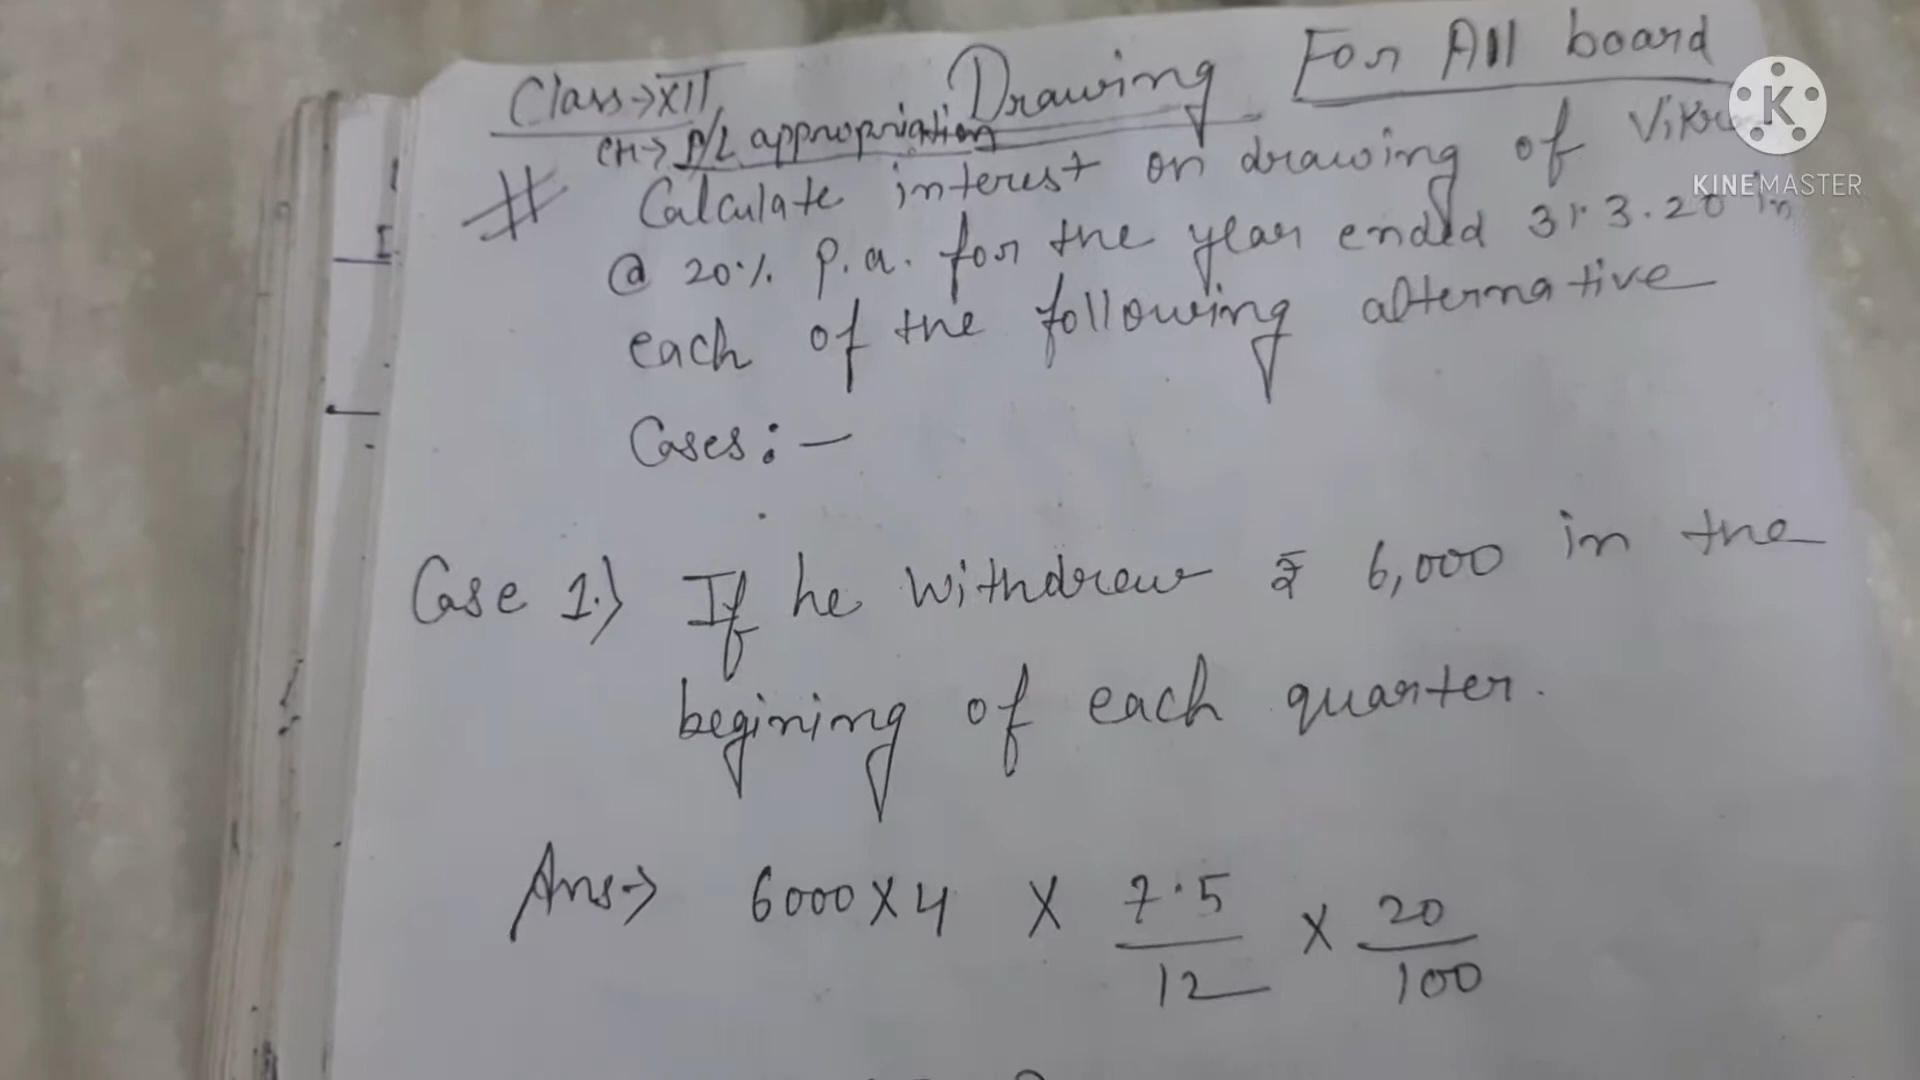 Class→XII, Drawing For All board
CH→ P/L appropriation
# Calculate interest on drawing of
@ 20% p.a. for the year ended 31.3.20 in
each of the following alternative
Cases:—
Case 1.) If he withdrew ₹ 6,000 in the
begining of each quarter.
Ans→ 6000×4 × 7.5/12 × 20/100
K
KINEMASTER